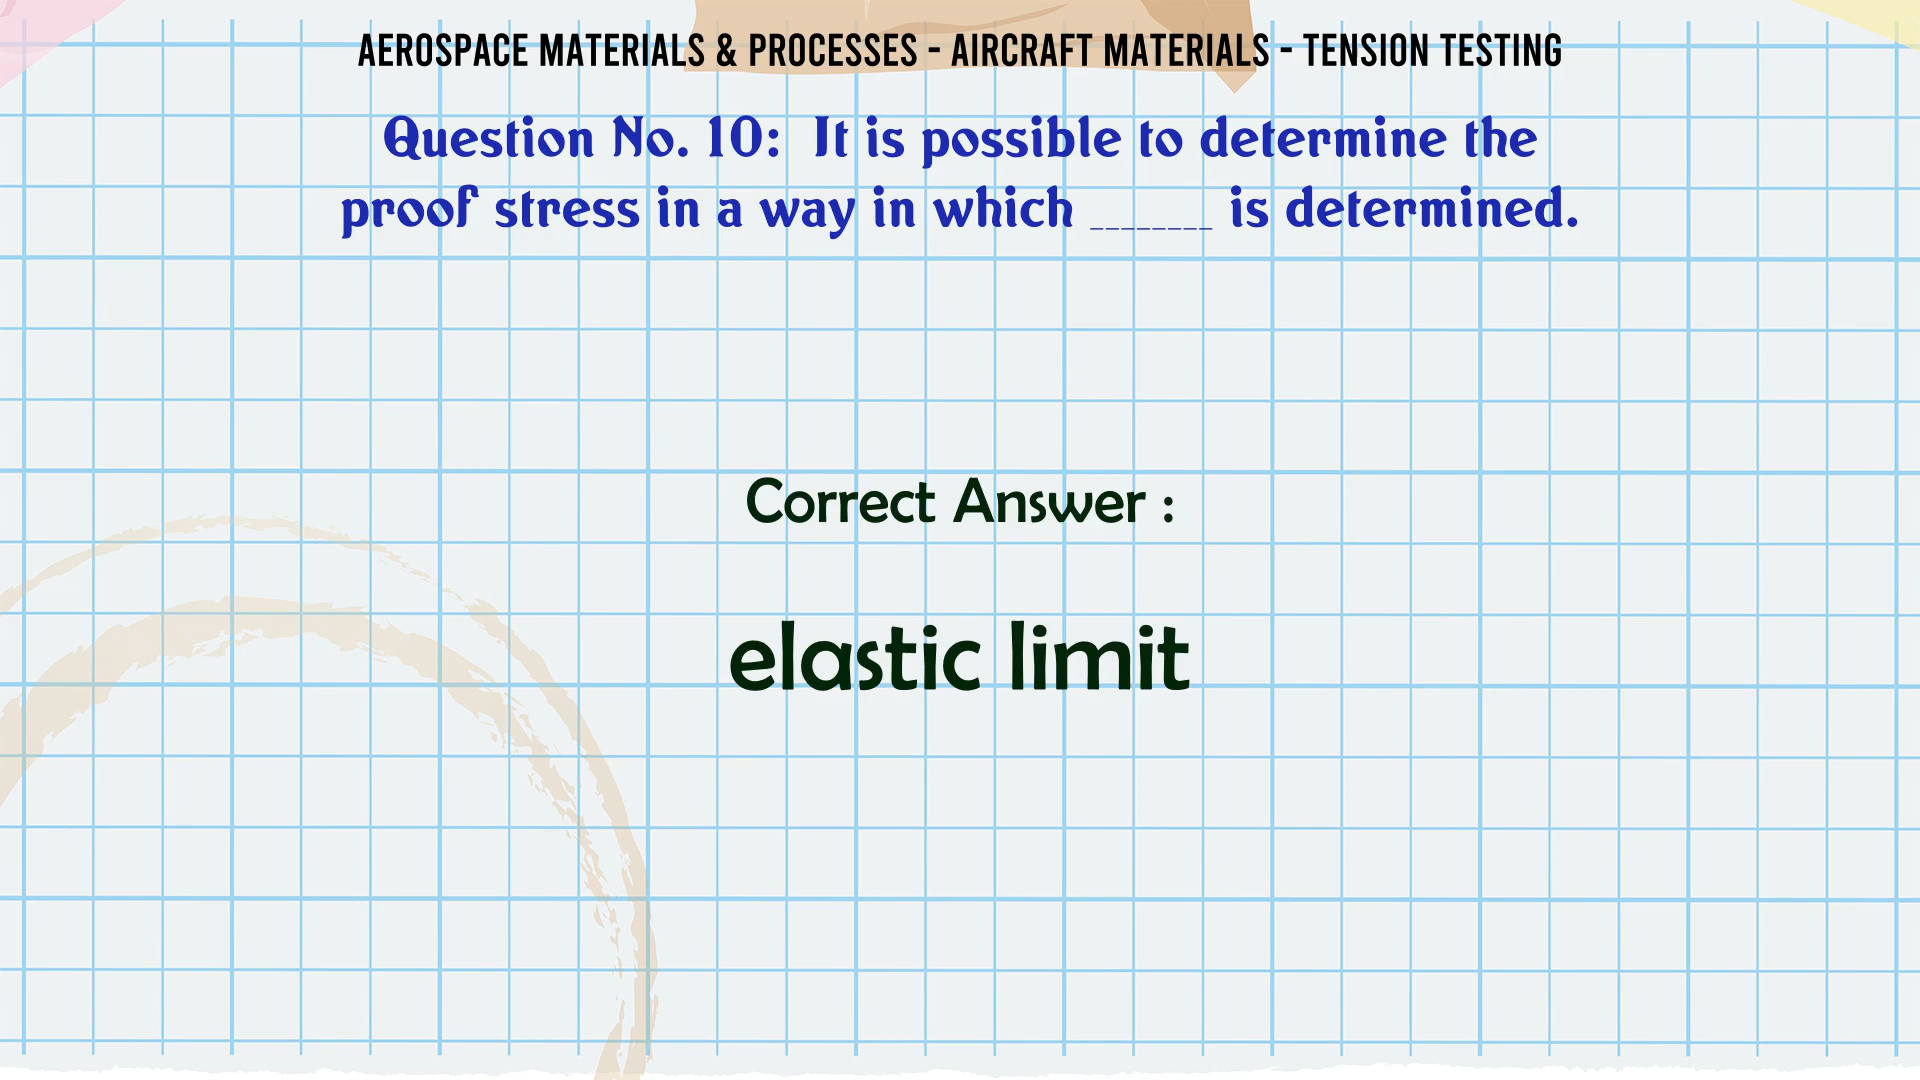 AEROSPACE MATERIALS & PROCESSES - AIRCRAFT MATERIALS - TENSION TESTING
Question No. 10:  It is possible to determine the
proof stress in a way in which ________ is determined.
Correct Answer :
elastic limit